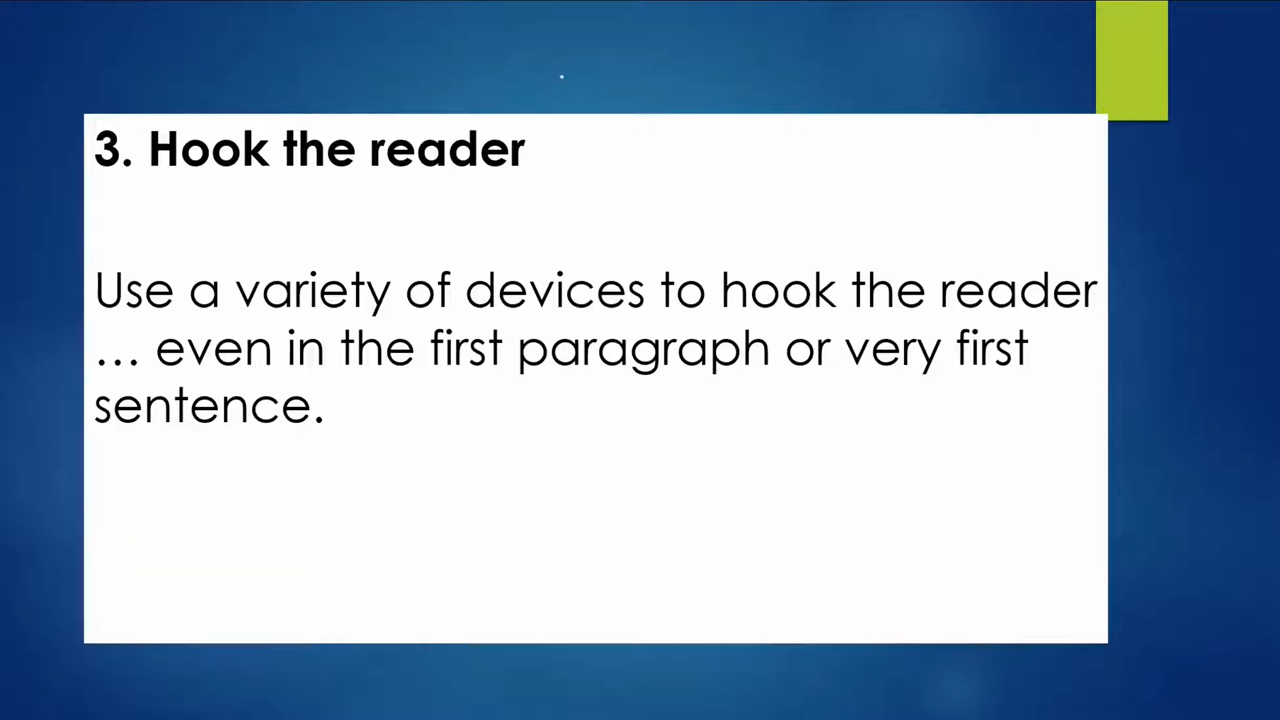 3. Hook the reader
Use a variety of devices to hook the reader
… even in the first paragraph or very first
sentence.